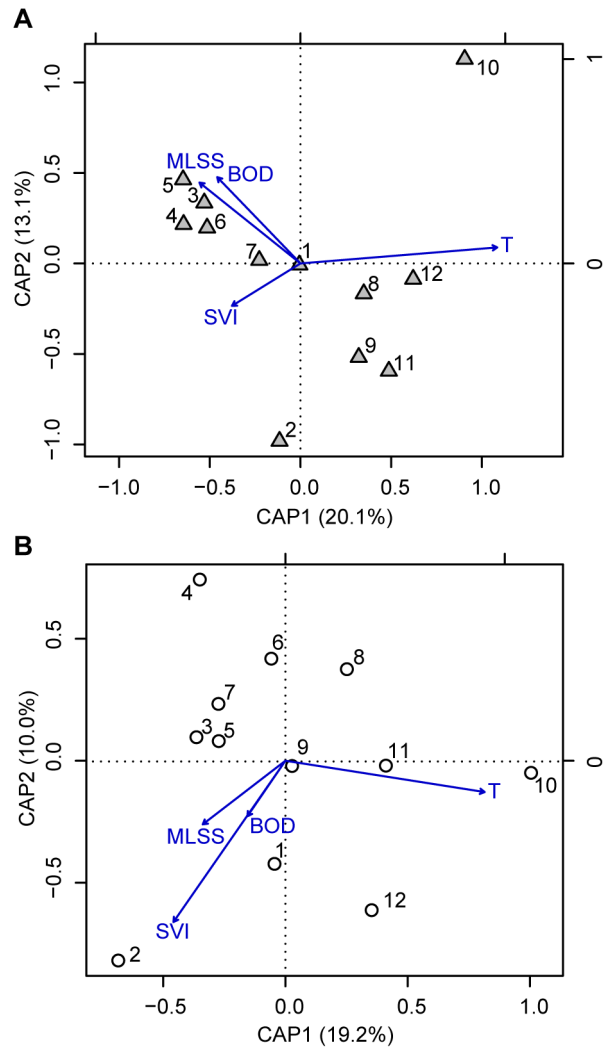 A
1.0
0.5
0.0
−0.5
−1.0
CAP2 (13.1%)
1
0
10
MLSS
BOD
5
3
4
6
7
1
T
12
8
SVI
9
11
2
−1.0 −0.5 0.0 0.5 1.0
CAP1 (20.1%)
B
0.5
0.0
−0.5
CAP2 (10.0%)
0
4
6
8
7
3 5
9
11
10
T
MLSS
BOD
1
12
SVI
2
−0.5 0.0 0.5 1.0
CAP1 (19.2%)